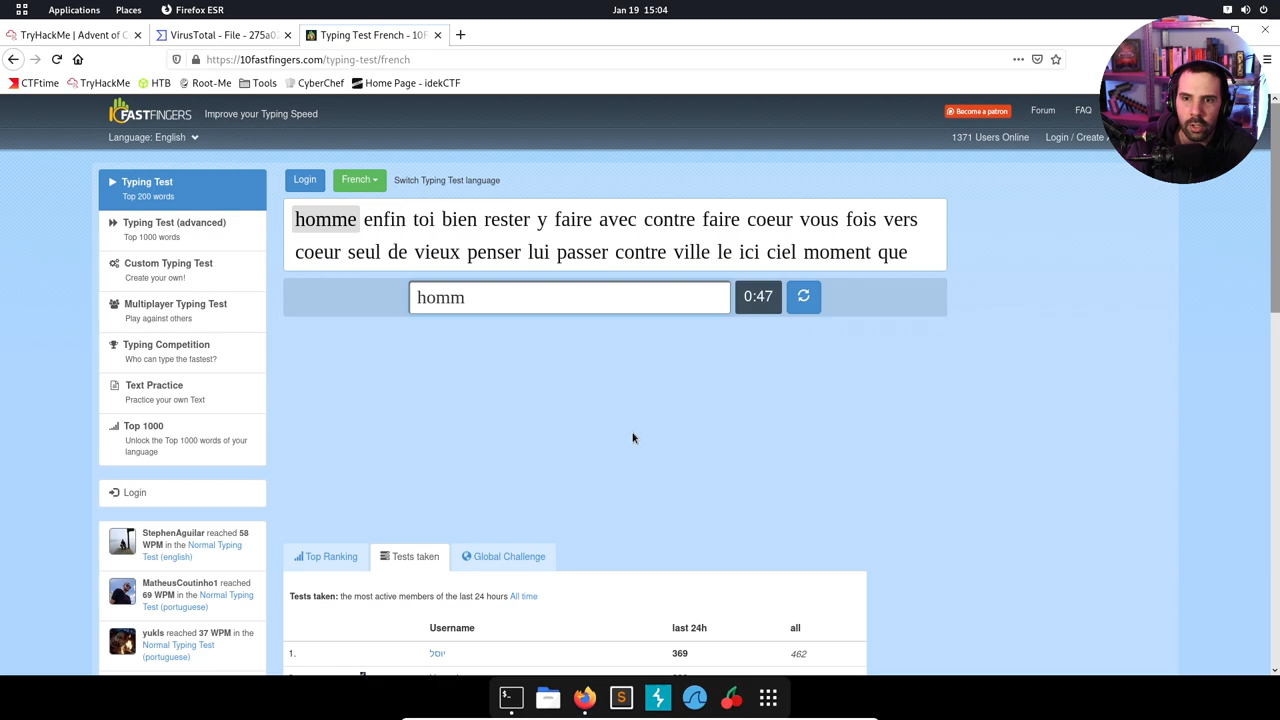 Applications Places Firefox ESR Jan 19 15:04
TryHackMe | Advent of C VirusTotal - File - 275a02 Typing Test French - 10F
https://10fastfingers.com/typing-test/french
CTFtime TryHackMe HTB Root-Me Tools CyberChef Home Page - idekCTF
FASTFINGERS Improve your Typing Speed Become a patron Forum FAQ
Language: English 1371 Users Online Login / Create
Typing Test
Top 200 words
Typing Test (advanced)
Top 1000 words
Custom Typing Test
Create your own!
Multiplayer Typing Test
Play against others
Typing Competition
Who can type the fastest?
Text Practice
Practice your own Text
Top 1000
Unlock the Top 1000 words of your
language
Login
StephenAguilar reached 58
WPM in the Normal Typing
Test (english)
MatheusCoutinho1 reached
69 WPM in the Normal Typing
Test (portuguese)
yukls reached 37 WPM in the
Normal Typing Test
(portuguese)
Login French Switch Typing Test language
homme enfin toi bien rester y faire avec contre faire coeur vous fois vers
coeur seul de vieux penser lui passer contre ville le ici ciel moment que
homm 0:47
Top Ranking Tests taken Global Challenge
Tests taken: the most active members of the last 24 hours All time
Username last 24h all
1. יוסל 369 462